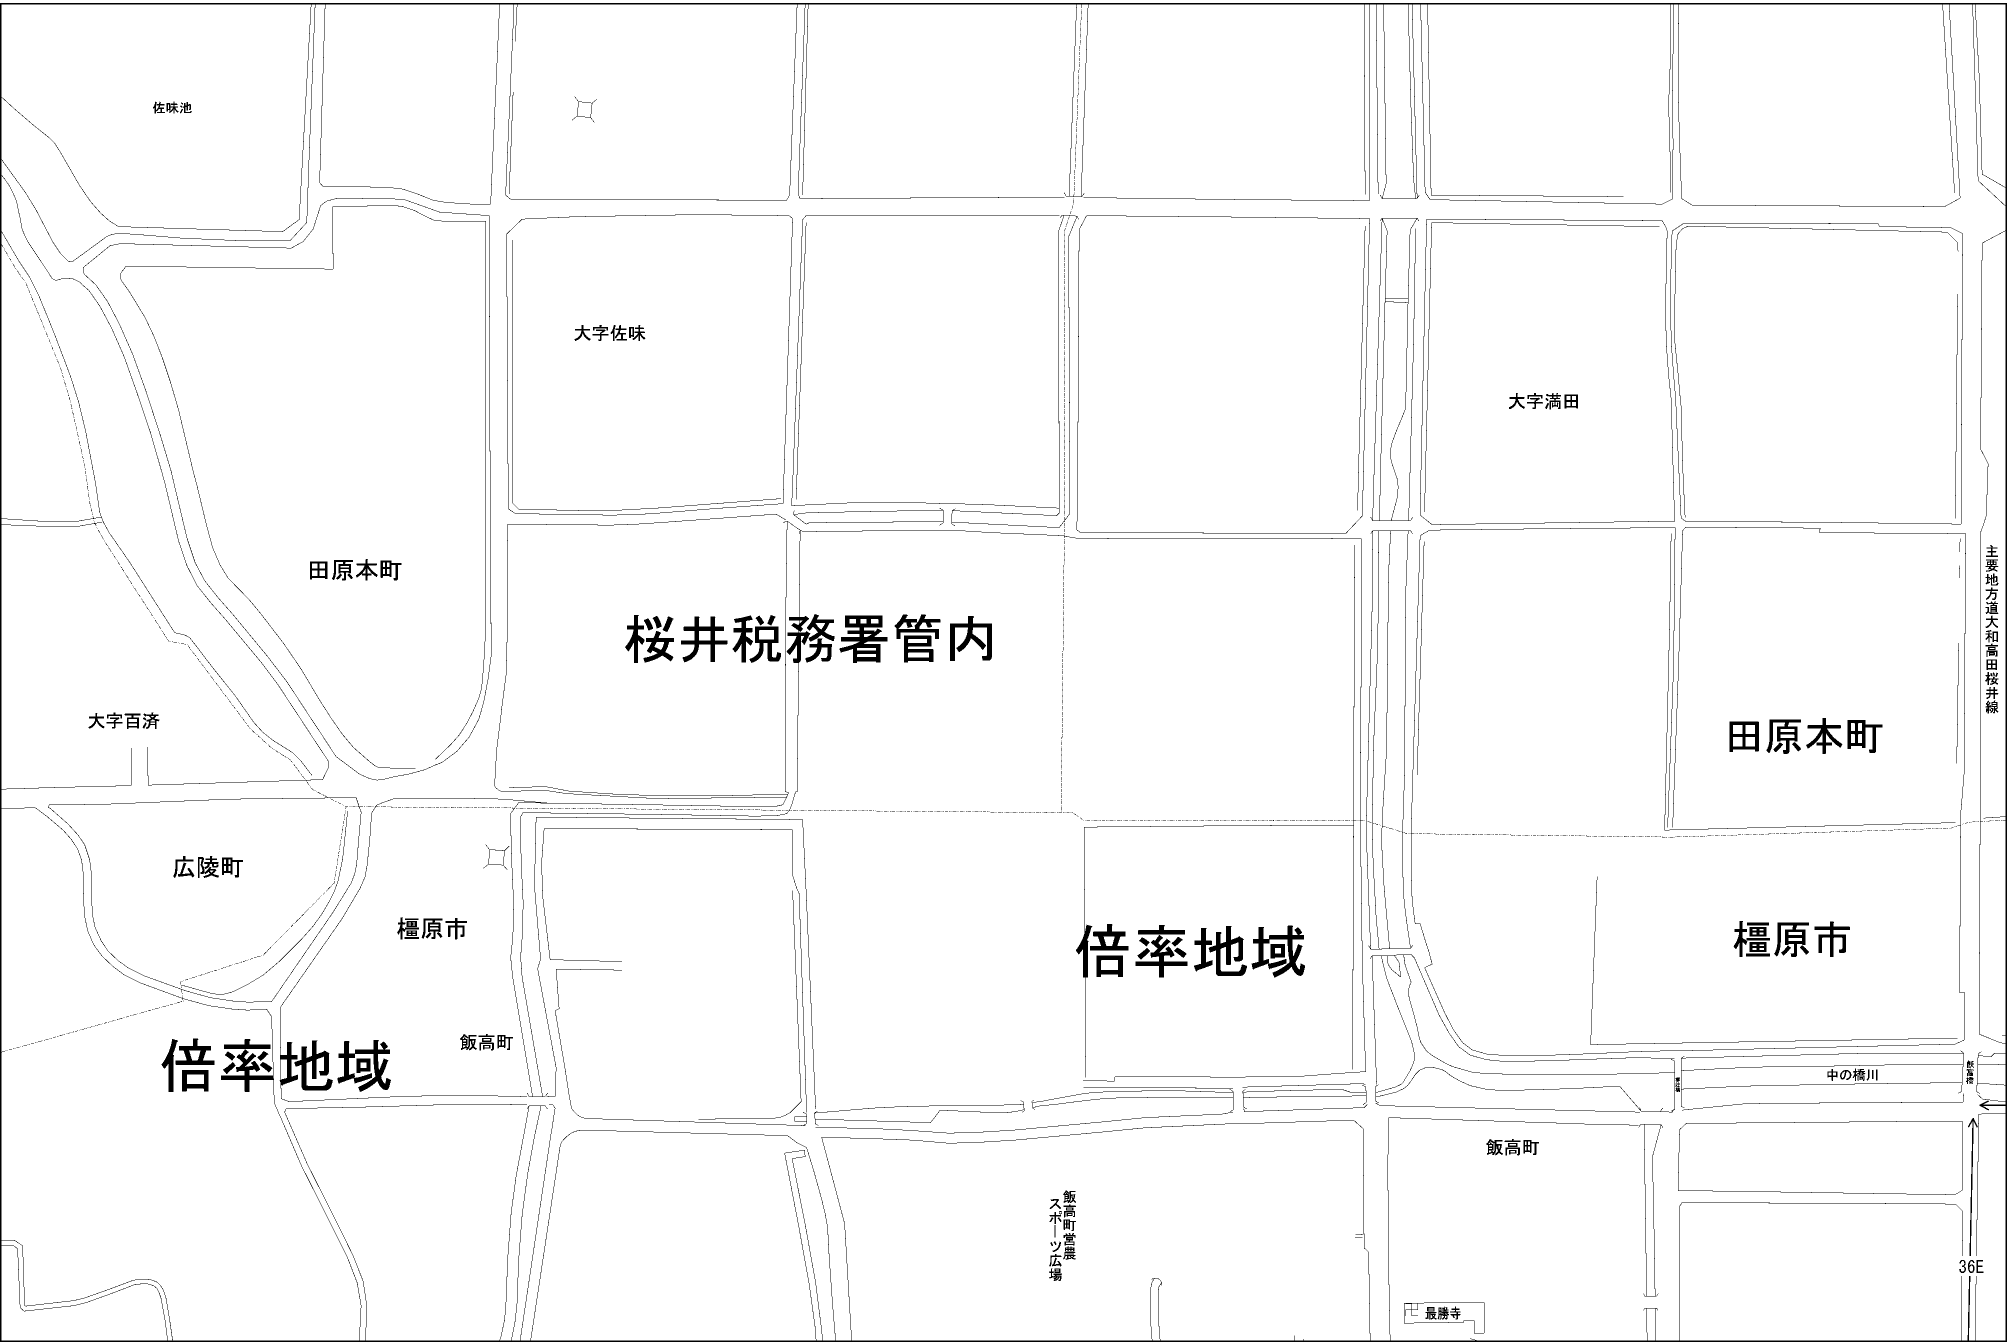 佐味池
大字佐味
大字満田
田原本町
桜井税務署管内
主要地方道大和高田桜井線
大字百済
田原本町
広陵町
橿原市
倍率地域
橿原市
飯高町
倍率地域
中の橋川
飯高橋
飯高町
飯高町営農
スポーツ広場
36E
最勝寺